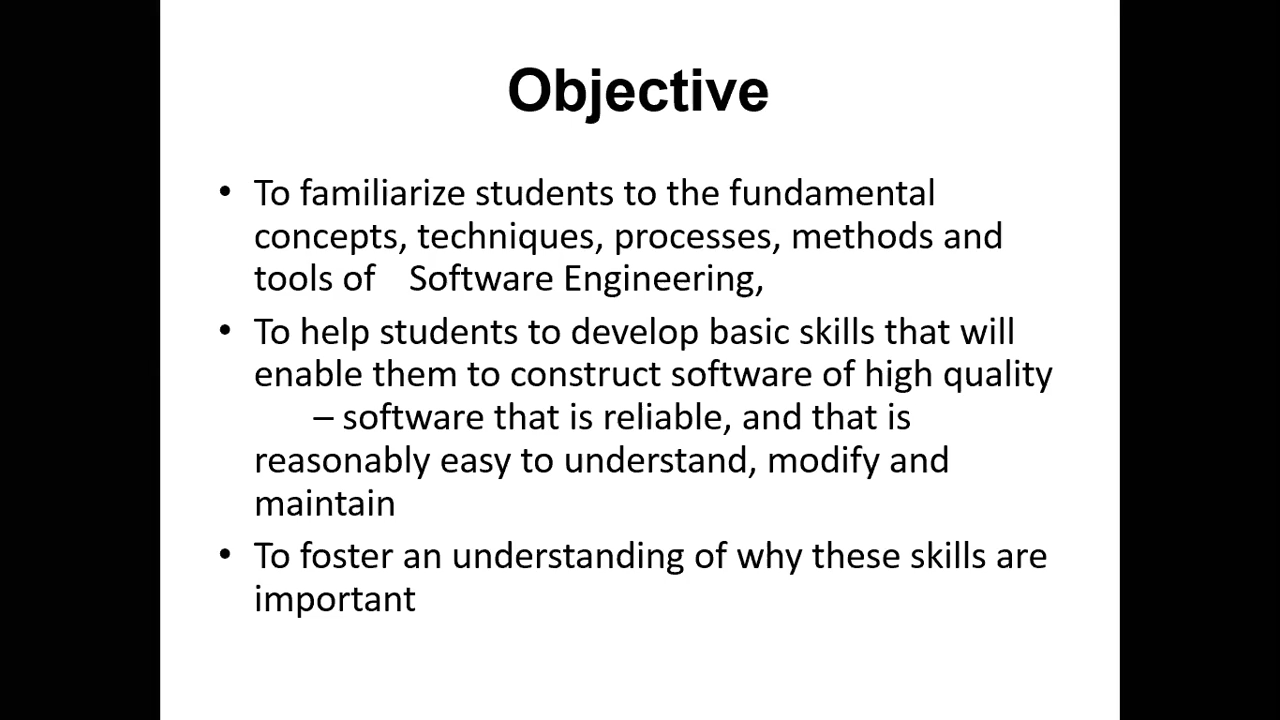 Objective
• To familiarize students to the fundamental
concepts, techniques, processes, methods and
tools of    Software Engineering,
• To help students to develop basic skills that will
enable them to construct software of high quality
– software that is reliable, and that is
reasonably easy to understand, modify and
maintain
• To foster an understanding of why these skills are
important